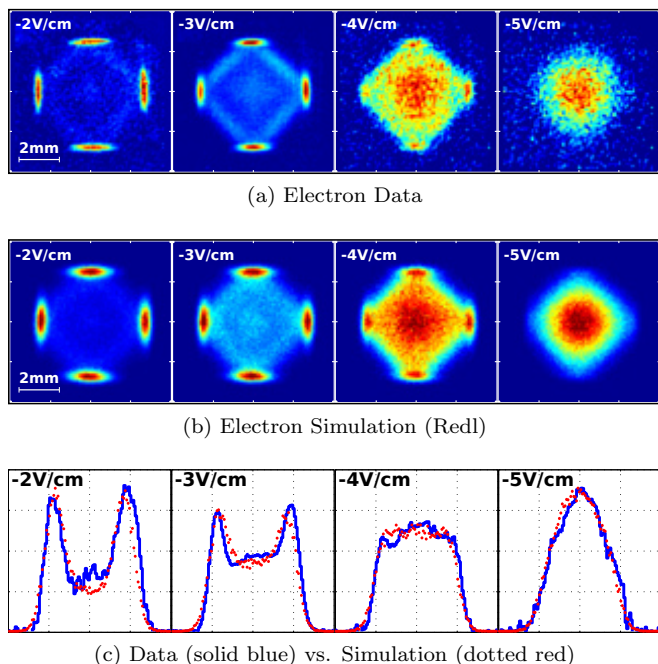 -2V/cm -3V/cm -4V/cm -5V/cm
2mm
(a) Electron Data
-2V/cm -3V/cm -4V/cm -5V/cm
2mm
(b) Electron Simulation (Redl)
-2V/cm -3V/cm -4V/cm -5V/cm
(c) Data (solid blue) vs. Simulation (dotted red)